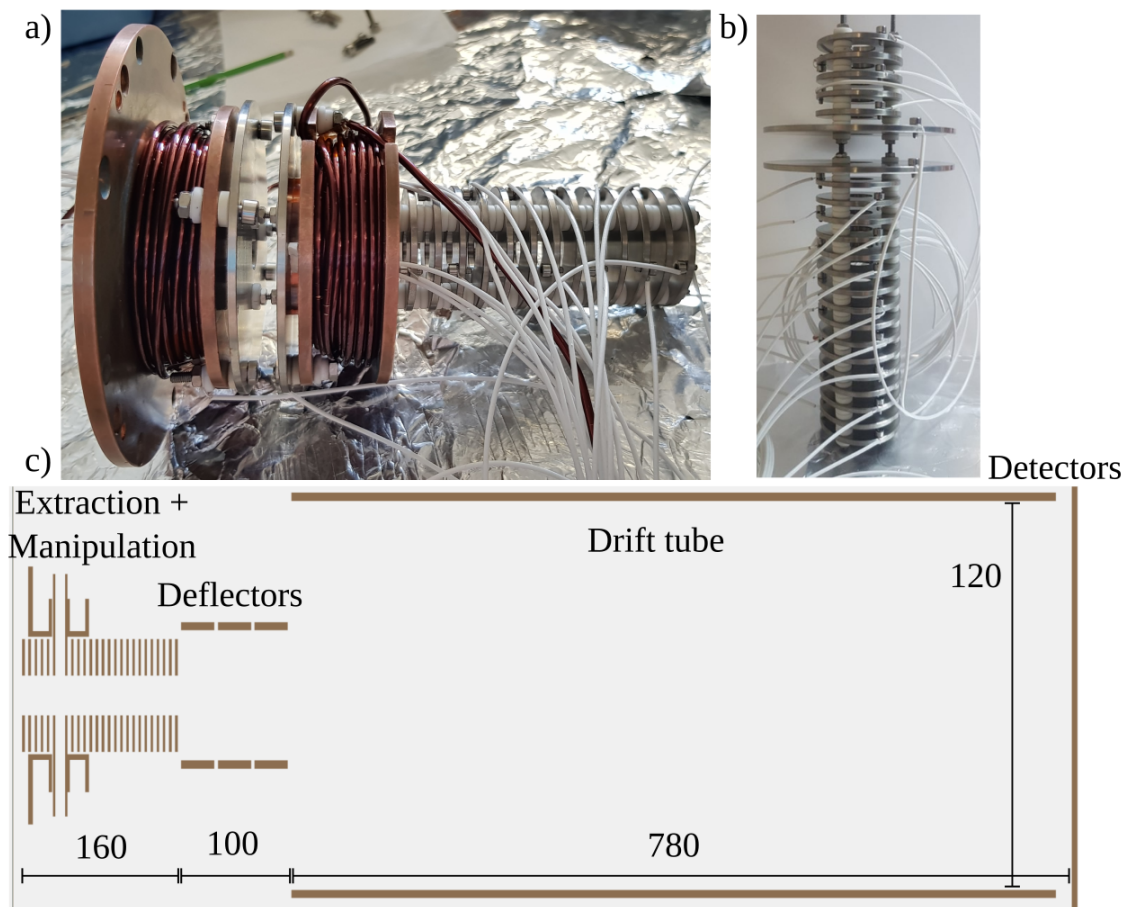 a)
b)
c)
Detectors
Extraction +
Manipulation
Drift tube
120
Deflectors
160
100
780